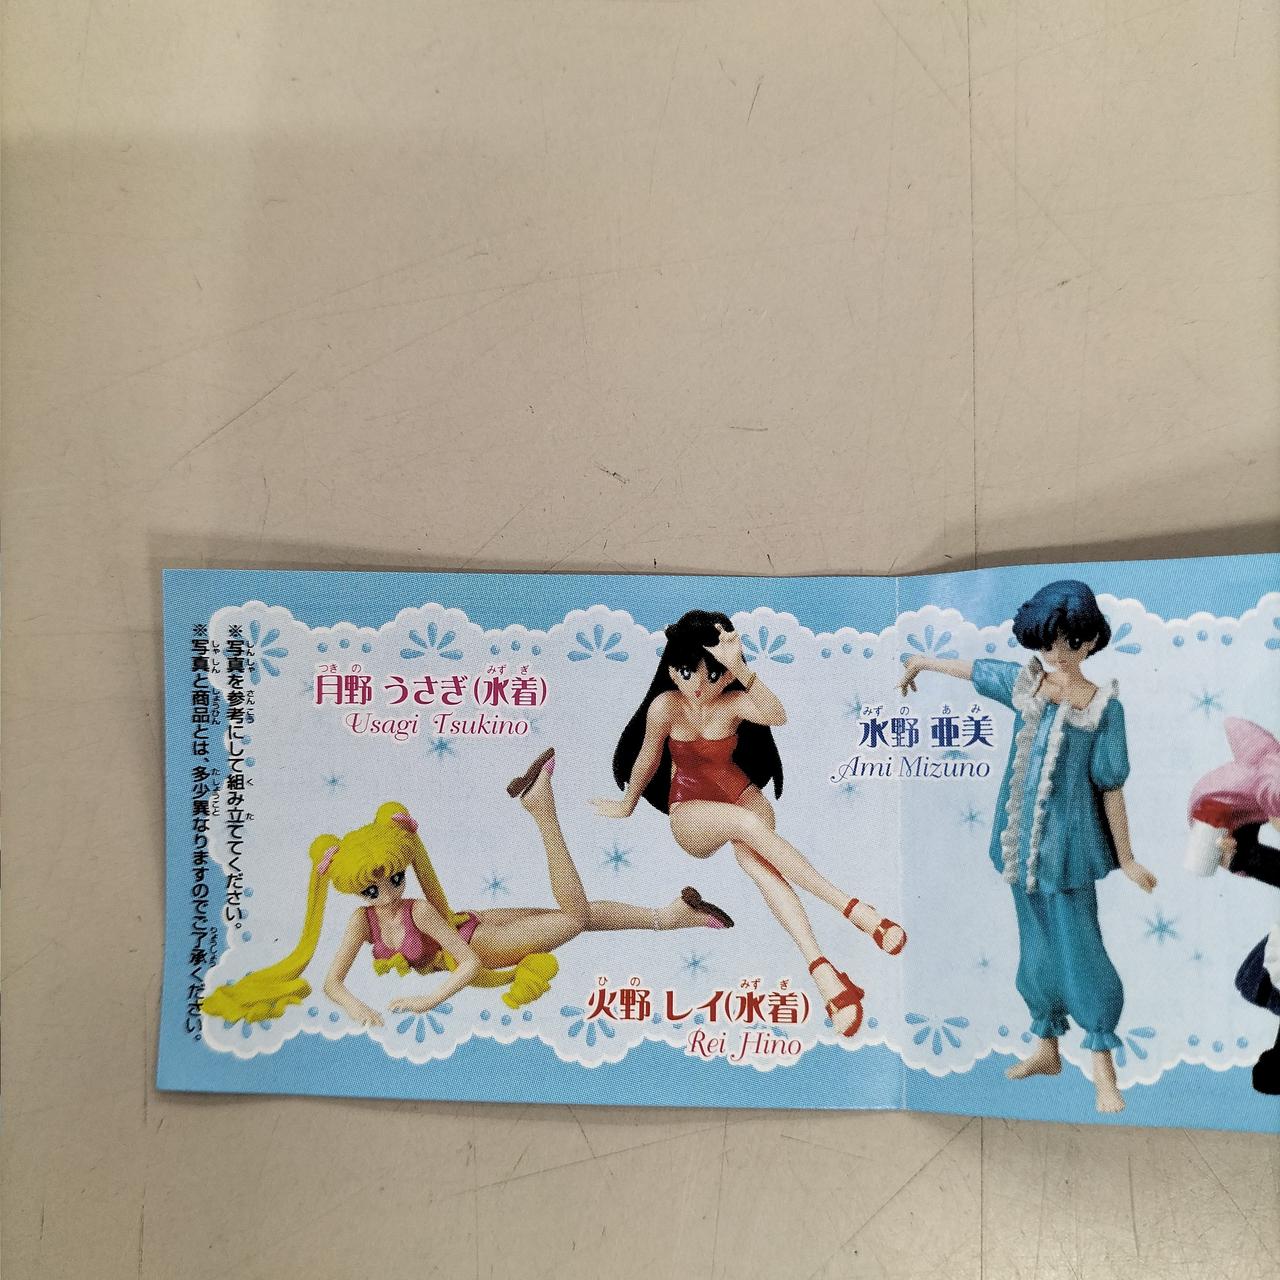 ※写真を参考にして組み立ててください。
※写真と商品とは、多少異なりますのでご了承ください。
月野 うさぎ(水着)
Usagi Tsukino
火野 レイ(水着)
Rei Hino
水野 亜美
Ami Mizuno